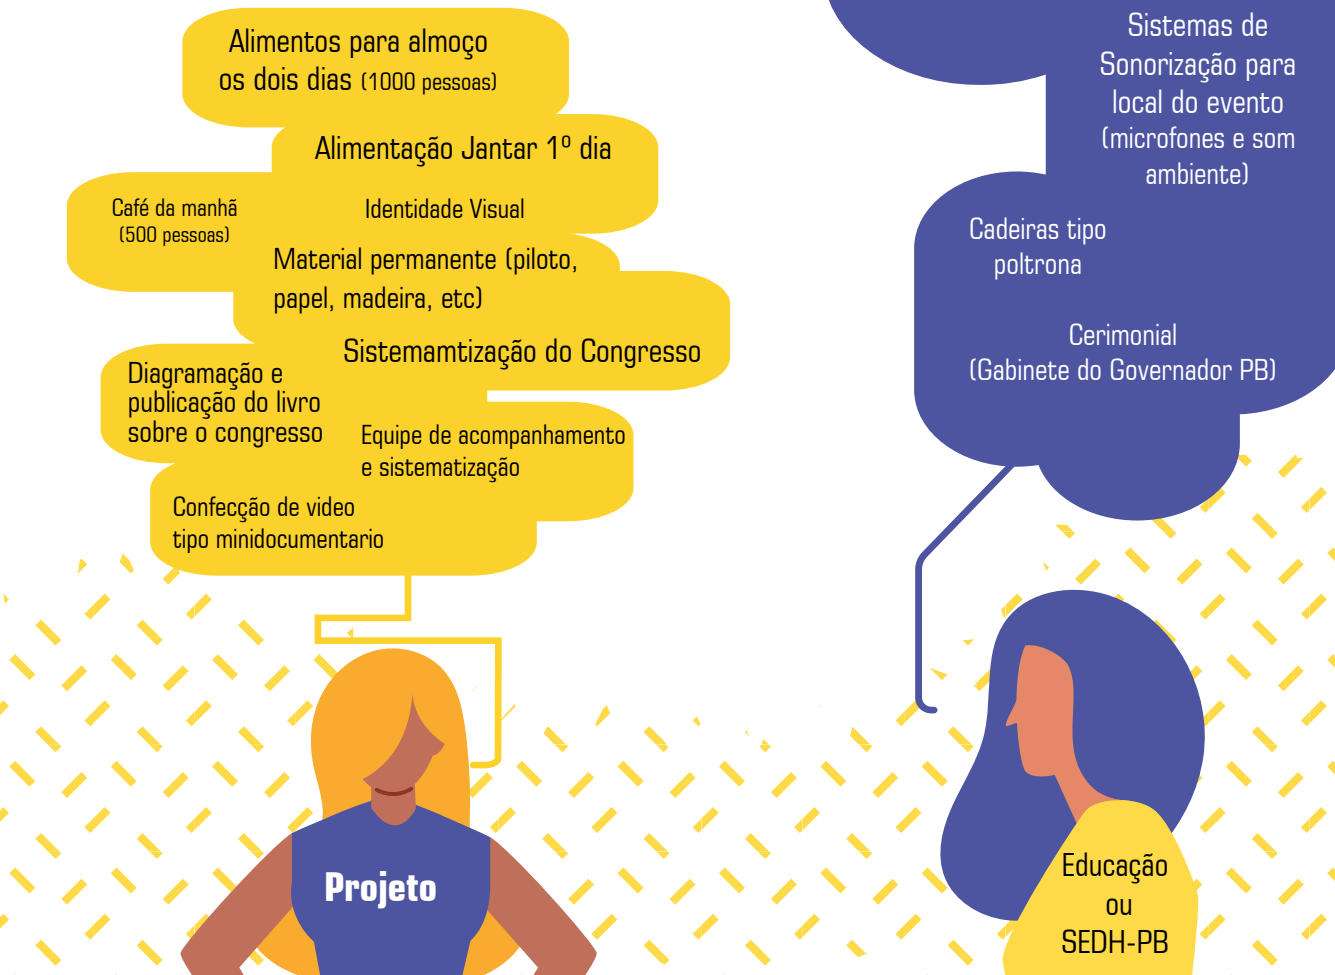 Alimentos para almoço
os dois dias (1000 pessoas)
Alimentação Jantar 1º dia
Café da manhã
(500 pessoas)
Identidade Visual
Material permanente (piloto,
papel, madeira, etc)
Sistemamtização do Congresso
Diagramação e
publicação do livro
sobre o congresso
Equipe de acompanhamento
e sistematização
Confecção de video
tipo minidocumentario
Projeto
Sistemas de
Sonorização para
local do evento
(microfones e som
ambiente)
Cadeiras tipo
poltrona
Cerimonial
(Gabinete do Governador PB)
Educação
ou
SEDH-PB